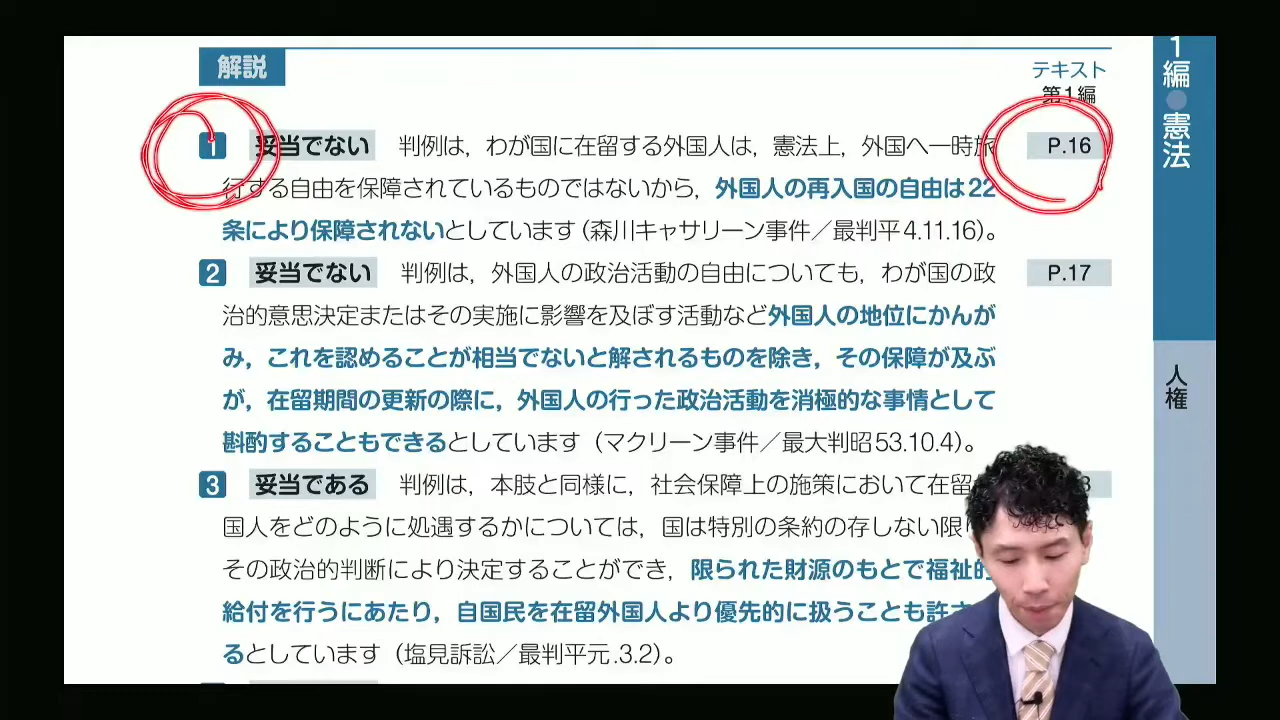 解説
テキスト
第1編
1 妥当でない 判例は，わが国に在留する外国人は，憲法上，外国へ一時旅 P.16
行する自由を保障されているものではないから，外国人の再入国の自由は22
条により保障されないとしています（森川キャサリーン事件／最判平4.11.16）。
2 妥当でない 判例は，外国人の政治活動の自由についても，わが国の政 P.17
治的意思決定またはその実施に影響を及ぼす活動など外国人の地位にかんが
み，これを認めることが相当でないと解されるものを除き，その保障が及ぶ
が，在留期間の更新の際に，外国人の行った政治活動を消極的な事情として
斟酌することもできるとしています（マクリーン事件／最大判昭53.10.4）。
3 妥当である 判例は，本肢と同様に，社会保障上の施策において在留
国人をどのように処遇するかについては，国は特別の条約の存しない限
その政治的判断により決定することができ，限られた財源のもとで福祉的
給付を行うにあたり，自国民を在留外国人より優先的に扱うことも許
るとしています（塩見訴訟／最判平元.3.2）。
1編●憲法
人権